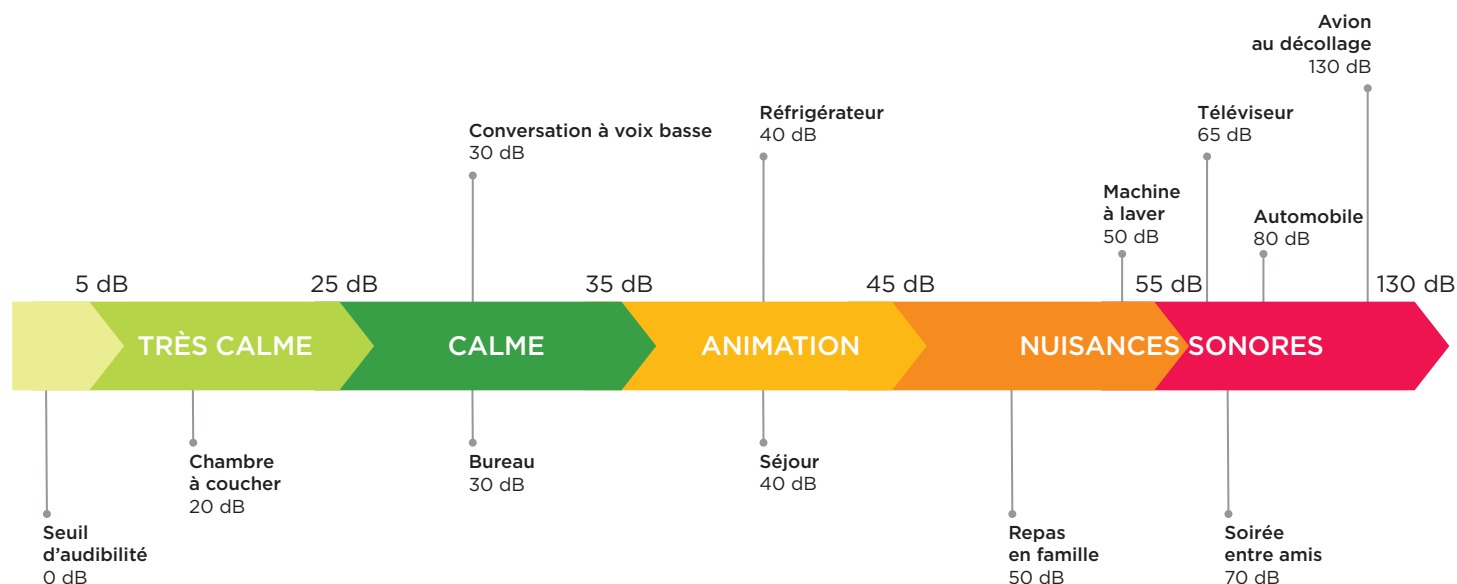 Avion
au décollage
130 dB
Conversation à voix basse
30 dB
Réfrigérateur
40 dB
Téléviseur
65 dB
Machine
à laver
50 dB
Automobile
80 dB
5 dB
25 dB
35 dB
45 dB
55 dB
130 dB
TRÈS CALME
CALME
ANIMATION
NUISANCES SONORES
Chambre
à coucher
20 dB
Bureau
30 dB
Séjour
40 dB
Seuil
d'audibilité
0 dB
Repas
en famille
50 dB
Soirée
entre amis
70 dB